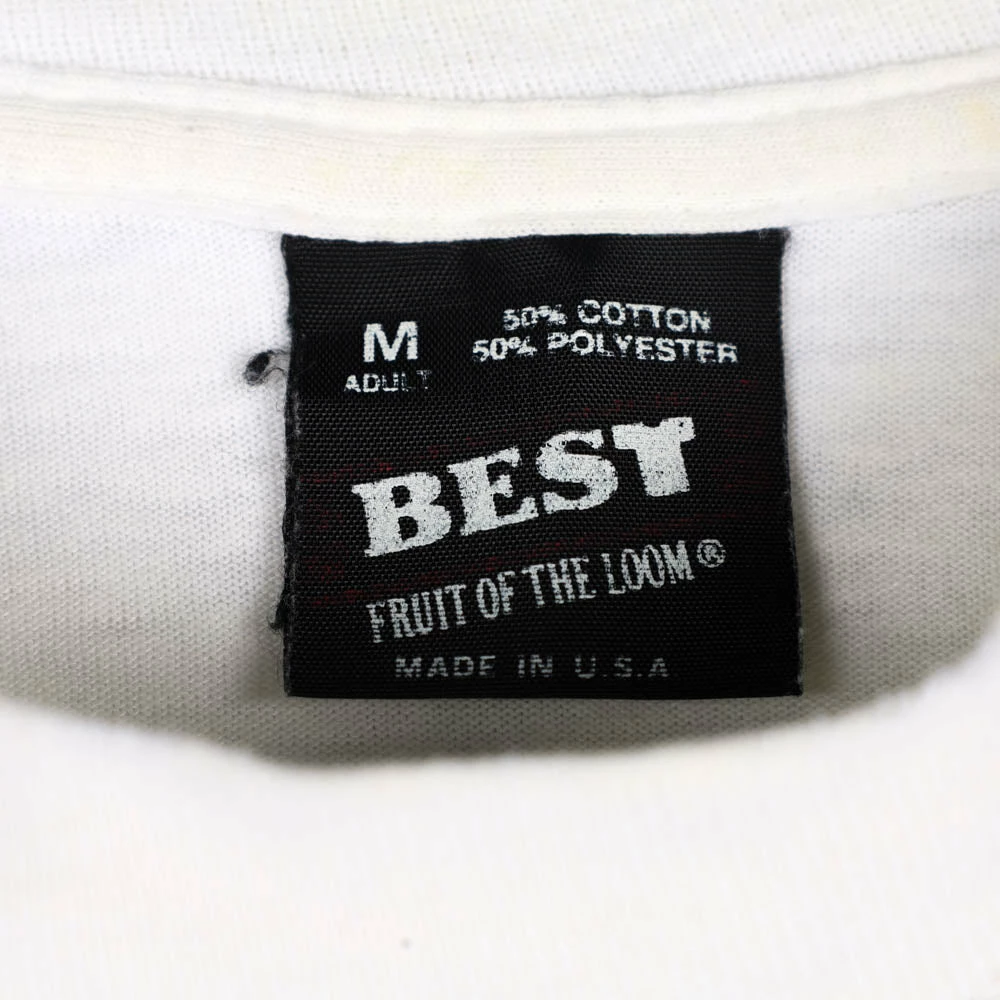 M
ADULT
50% COTTON
50% POLYESTER
BEST
FRUIT OF THE LOOM®
MADE IN U.S.A.